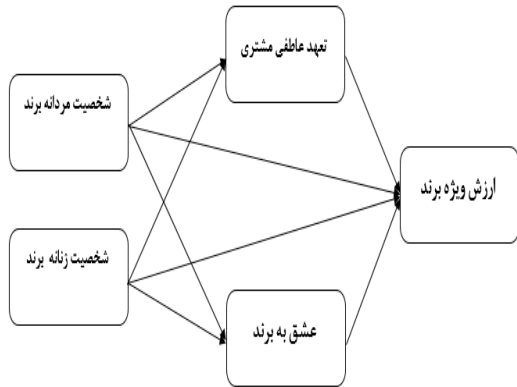 تعهد عاطفی مشتری
شخصیت مردانه برند
ارزش ویژه برند
شخصیت زنانه برند
عشق به برند